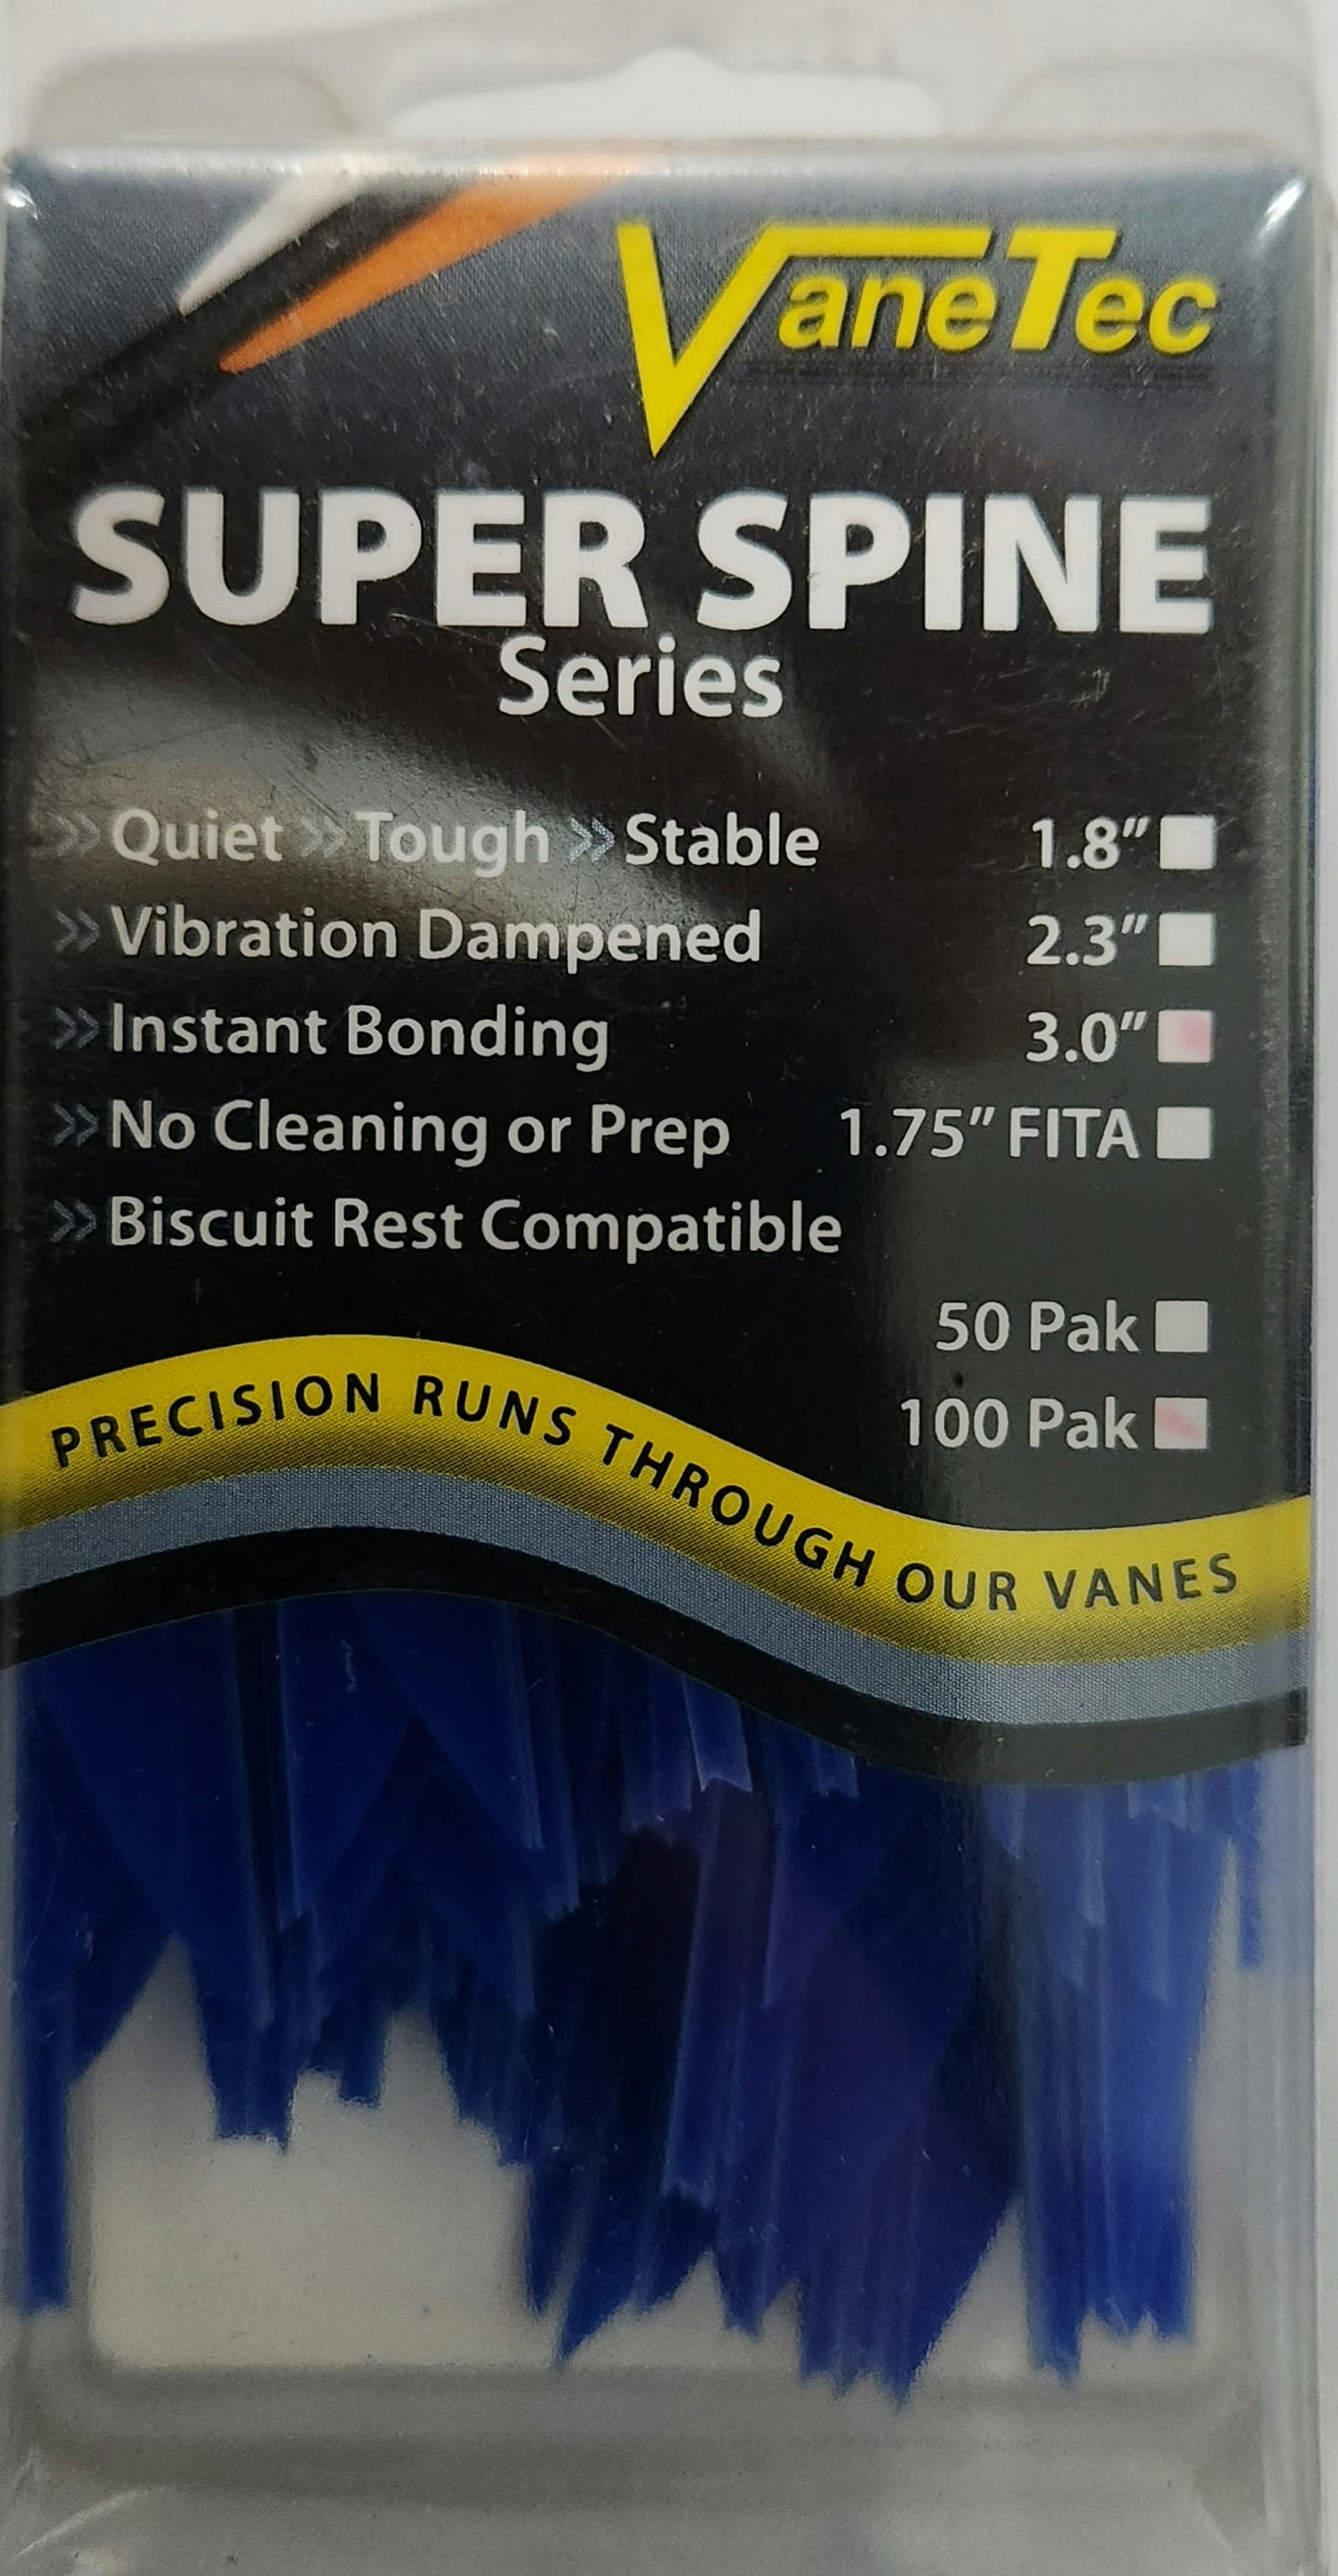 VaneTec
SUPER SPINE
Series
» Quiet » Tough » Stable 1.8"
» Vibration Dampened 2.3"
» Instant Bonding 3.0"
» No Cleaning or Prep 1.75" FITA
» Biscuit Rest Compatible
50 Pak
100 Pak
PRECISION RUNS THROUGH OUR VANES